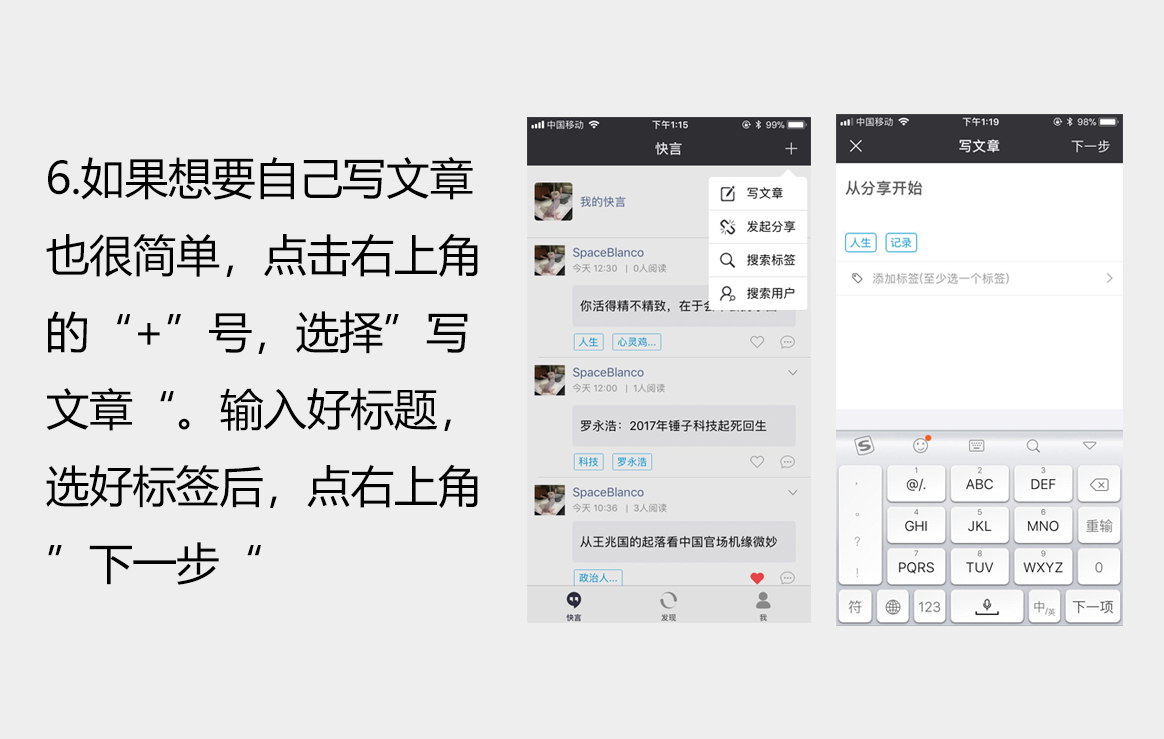 6.如果想要自己写文章
也很简单，点击右上角
的“+”号，选择”写
文章“。输入好标题，
选好标签后，点右上角
”下一步“
中国移动 下午1:15 99%
快言 +
我的快言
写文章
发起分享
搜索标签
搜索用户
SpaceBlanco
今天 12:30 | 0人阅读
你活得精不精致，在于会
人生 心灵鸡...
SpaceBlanco
今天 12:00 | 1人阅读
罗永浩：2017年锤子科技起死回生
科技 罗永浩
SpaceBlanco
今天 10:36 | 3人阅读
从王兆国的起落看中国官场机缘微妙
政治人...
快言 发现 我
中国移动 下午1:19 98%
写文章 下一步
从分享开始
人生 记录
添加标签(至少选一个标签)
S
， 1 @/. 2 ABC 3 DEF
。 4 GHI 5 JKL 6 MNO 重输
？ 7 PQRS 8 TUV 9 WXYZ 0
！
符 123 中/英 下一项